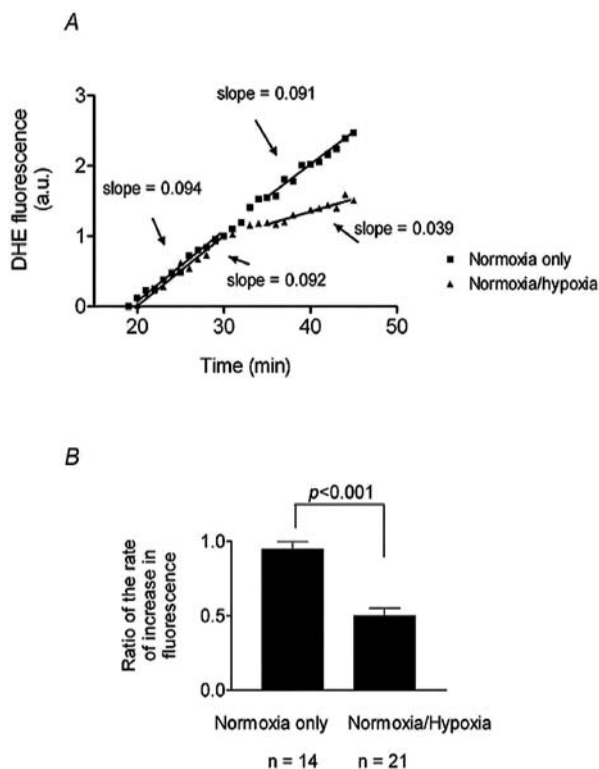 A
DHE fluorescence
(a.u.)
3
2
1
0
slope = 0.091
slope = 0.094
slope = 0.039
slope = 0.092
20
30
40
50
Time (min)
Normoxia only
Normoxia/hypoxia
B
p<0.001
Ratio of the rate
of increase in
fluorescence
1.0
0.5
0.0
Normoxia only
Normoxia/Hypoxia
n = 14
n = 21